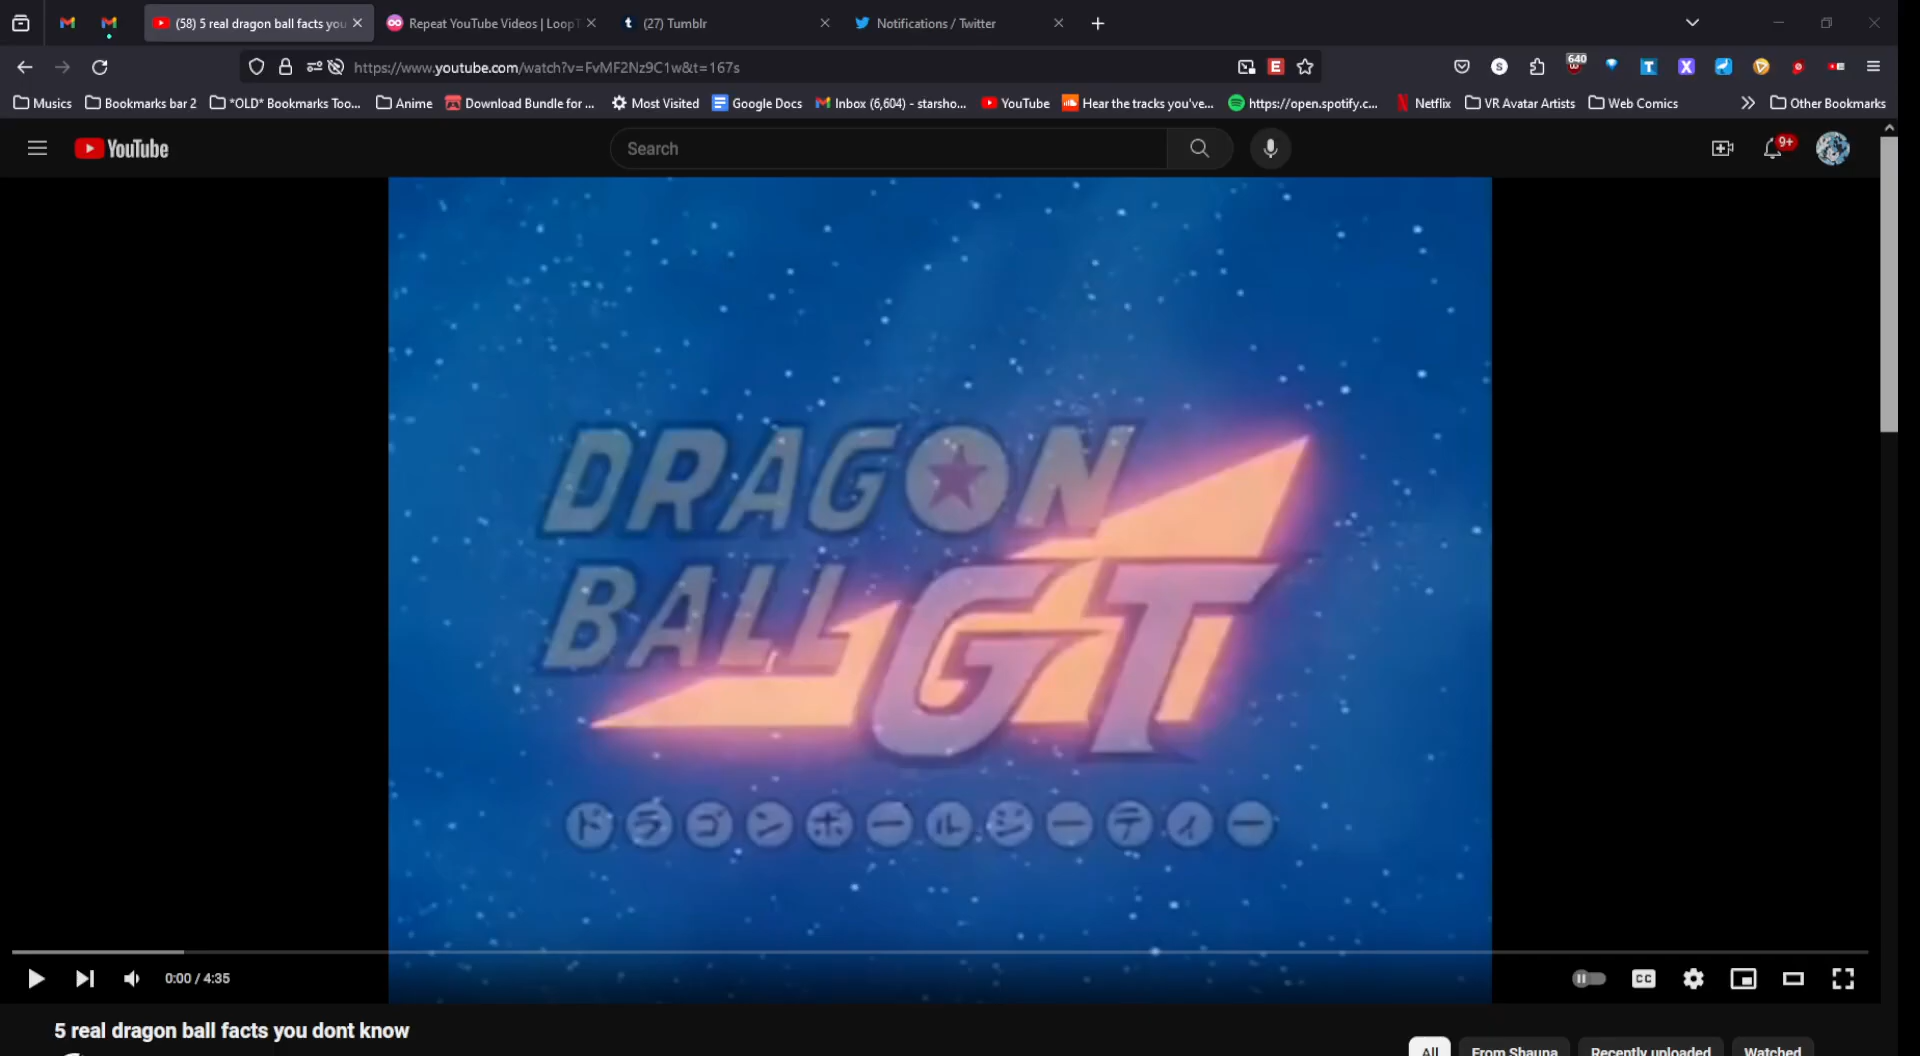 (58) 5 real dragon ball facts you
Repeat YouTube Videos | LoopT
t (27) Tumblr
Notifications / Twitter
https://www.youtube.com/watch?v=FvMF2Nz9C1w&t=167s
E
S
640
T
X
Musics
Bookmarks bar 2
*OLD* Bookmarks Too...
Anime
Download Bundle for ...
Most Visited
Google Docs
Inbox (6,604) - starsho...
YouTube
Hear the tracks you've...
https://open.spotify.c...
Netflix
VR Avatar Artists
Web Comics
Other Bookmarks
YouTube
Search
9+
DRAGON
BALL GT
ドラゴンボールジーティー
0:00 / 4:35
CC
5 real dragon ball facts you dont know
All
From Shauna
Recently uploaded
Watched